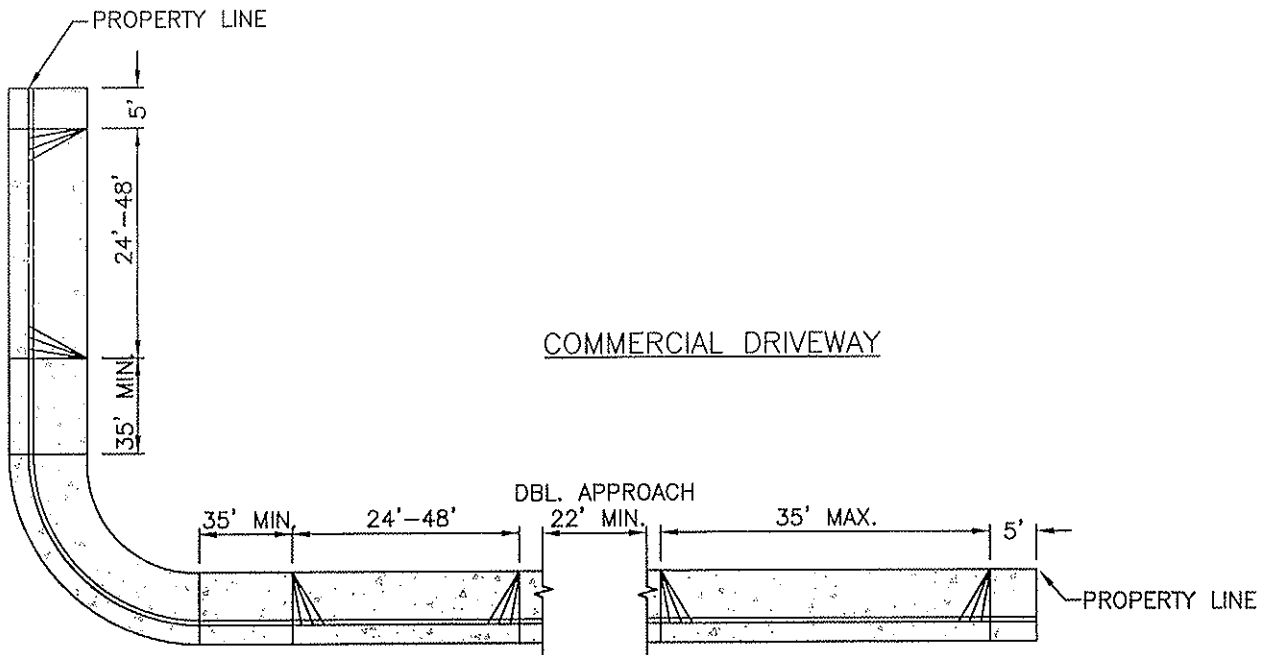 PROPERTY LINE
5'
24'-48'
35' MIN.
COMMERCIAL DRIVEWAY
DBL. APPROACH
35' MIN. 24'-48' 22' MIN. 35' MAX. 5'
PROPERTY LINE